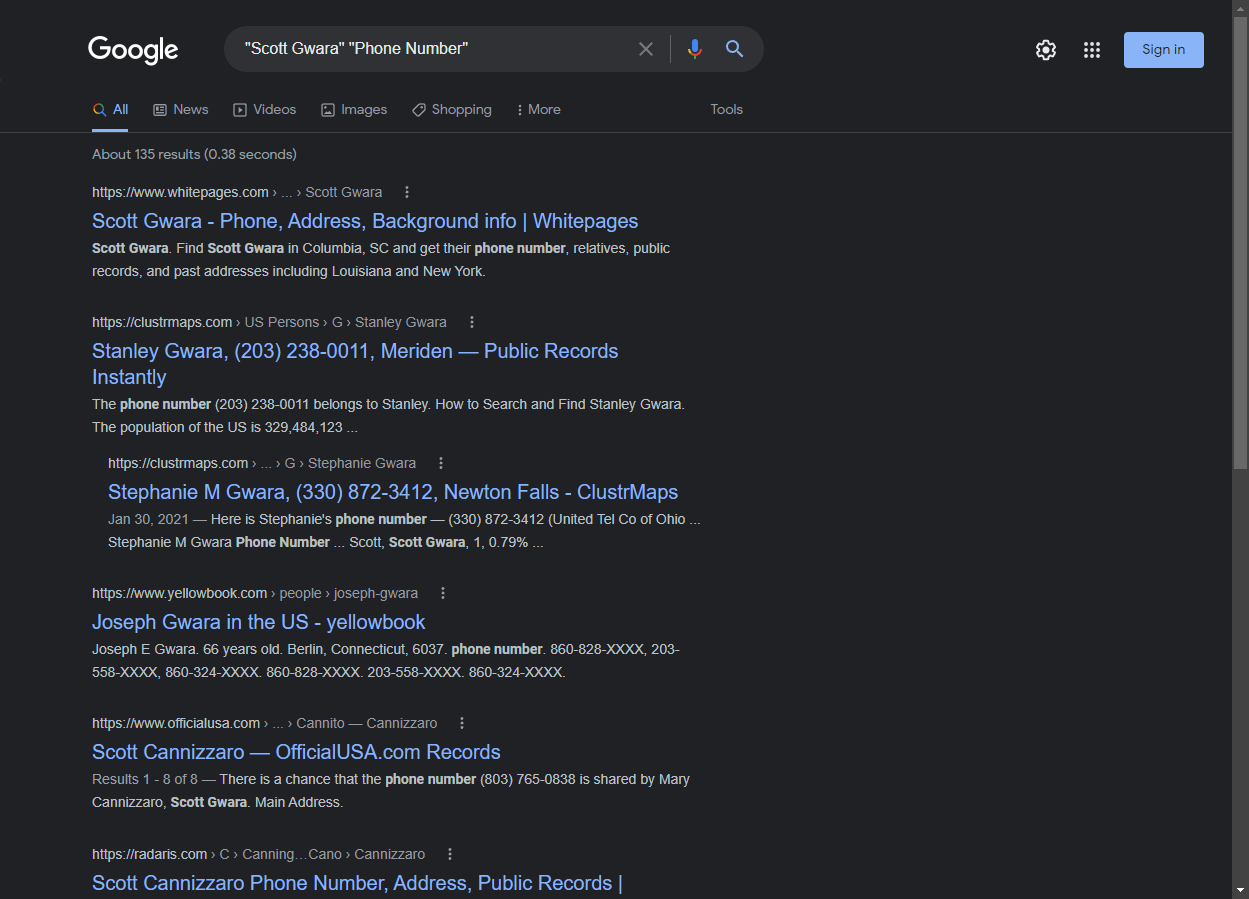 Google
"Scott Gwara" "Phone Number"
Sign in
All
News
Videos
Images
Shopping
More
Tools
About 135 results (0.38 seconds)
https://www.whitepages.com › ... › Scott Gwara
Scott Gwara - Phone, Address, Background info | Whitepages
Scott Gwara. Find Scott Gwara in Columbia, SC and get their phone number, relatives, public
records, and past addresses including Louisiana and New York.
https://clustrmaps.com › US Persons › G › Stanley Gwara
Stanley Gwara, (203) 238-0011, Meriden — Public Records
Instantly
The phone number (203) 238-0011 belongs to Stanley. How to Search and Find Stanley Gwara.
The population of the US is 329,484,123 ...
https://clustrmaps.com › ... › G › Stephanie Gwara
Stephanie M Gwara, (330) 872-3412, Newton Falls - ClustrMaps
Jan 30, 2021 — Here is Stephanie's phone number — (330) 872-3412 (United Tel Co of Ohio ...
Stephanie M Gwara Phone Number ... Scott, Scott Gwara, 1, 0.79% ...
https://www.yellowbook.com › people › joseph-gwara
Joseph Gwara in the US - yellowbook
Joseph E Gwara. 66 years old. Berlin, Connecticut, 6037. phone number. 860-828-XXXX, 203-
558-XXXX, 860-324-XXXX. 860-828-XXXX. 203-558-XXXX. 860-324-XXXX.
https://www.officialusa.com › ... › Cannito — Cannizzaro
Scott Cannizzaro — OfficialUSA.com Records
Results 1 - 8 of 8 — There is a chance that the phone number (803) 765-0838 is shared by Mary
Cannizzaro, Scott Gwara. Main Address.
https://radaris.com › C › Canning…Cano › Cannizzaro
Scott Cannizzaro Phone Number, Address, Public Records |